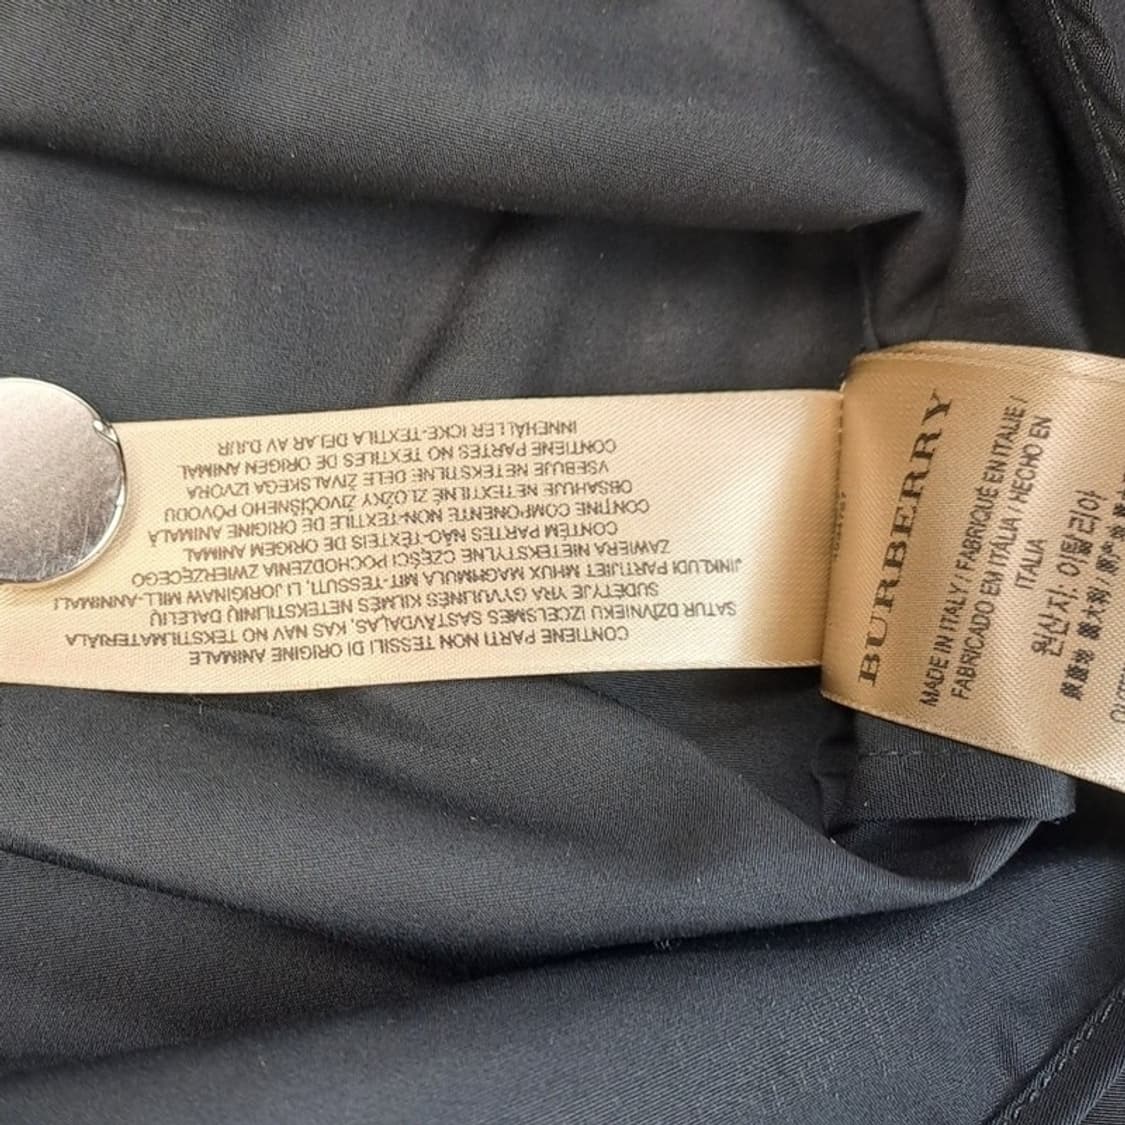 CONTIENE PARTI NON TESSILI DI ORIGINE ANIMALE
SATUR DZĪVNIEKU IZCELSMES SASTĀVDAĻAS, KAS NAV NO TEKSTILMATERIĀLA
SUDĖTYJE YRA GYVULINĖS KILMĖS NETEKSTILINIŲ DALELIŲ
JINKLUDI PARTIJIET MHUX MAGĦMULA MIT-TESSUT, LI JORIĠINAW MILL-ANNIMALI
ZAWIERA NIETEKSTYLNE CZĘŚCI POCHODZENIA ZWIERZĘCEGO
CONTÉM PARTES NÃO-TÊXTEIS DE ORIGEM ANIMAL
CONŢINE COMPONENTE NON-TEXTILE DE ORIGINE ANIMALĂ
OBSAHUJE NETEXTILNÉ ZLOŽKY ŽIVOČÍŠNEHO PÔVODU
VSEBUJE NETEKSTILNE DELE ŽIVALSKEGA IZVORA
CONTIENE PARTES NO TEXTILES DE ORIGEN ANIMAL
INNEHÅLLER ICKE-TEXTILA DELAR AV DJUR
BURBERRY
MADE IN ITALY / FABRIQUÉ EN ITALIE /
FABRICADO EM ITÁLIA / HECHO EN
ITALIA
원산지: 이탈리아